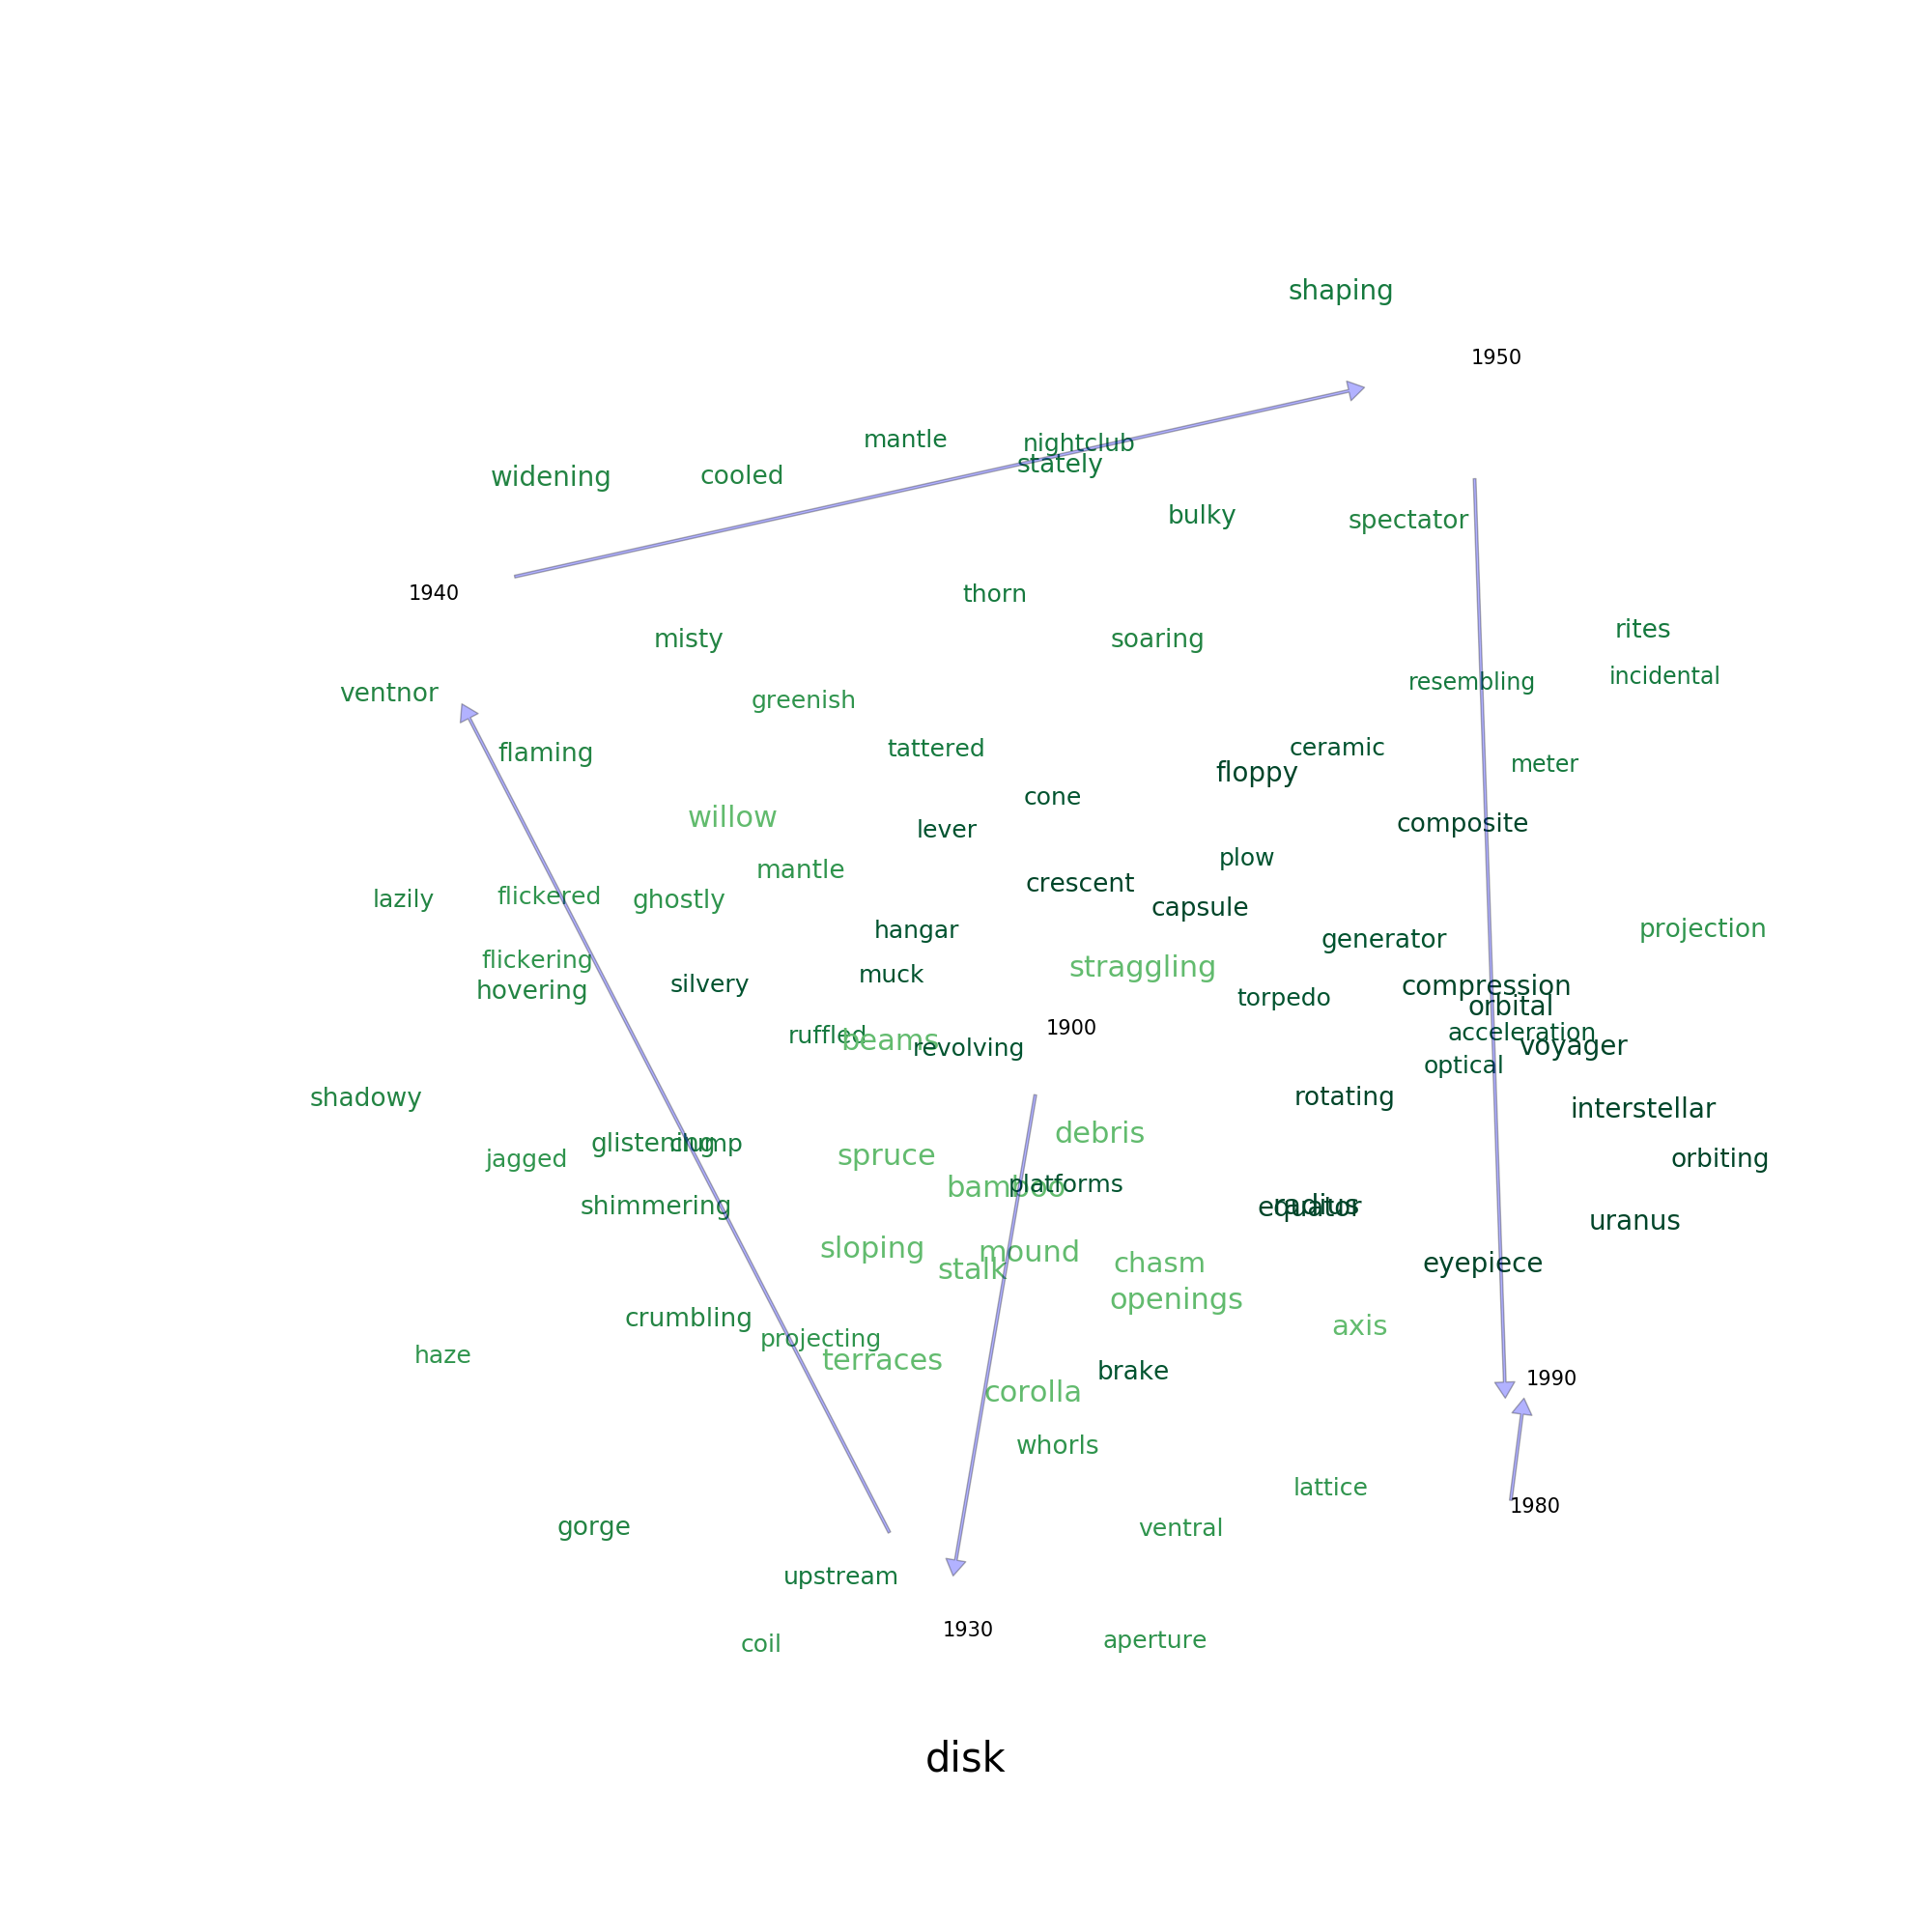 shaping
1950
mantle
nightclub
stately
widening
cooled
bulky
spectator
1940
thorn
misty
soaring
rites
incidental
resembling
ventnor
greenish
flaming
tattered
ceramic
meter
floppy
cone
willow
lever
composite
plow
mantle
crescent
lazily
flickered
ghostly
capsule
hangar
generator
projection
flickering
straggling
muck
silvery
hovering
compression
torpedo
orbital
1900
ruffled
beams
revolving
acceleration
voyager
optical
shadowy
rotating
interstellar
debris
glistening
clump
jagged
spruce
orbiting
bamboo
platforms
shimmering
radius
equator
uranus
sloping
mound
stalk
chasm
eyepiece
openings
crumbling
projecting
axis
haze
terraces
brake
1990
corolla
whorls
lattice
1980
gorge
ventral
upstream
1930
coil
aperture
disk